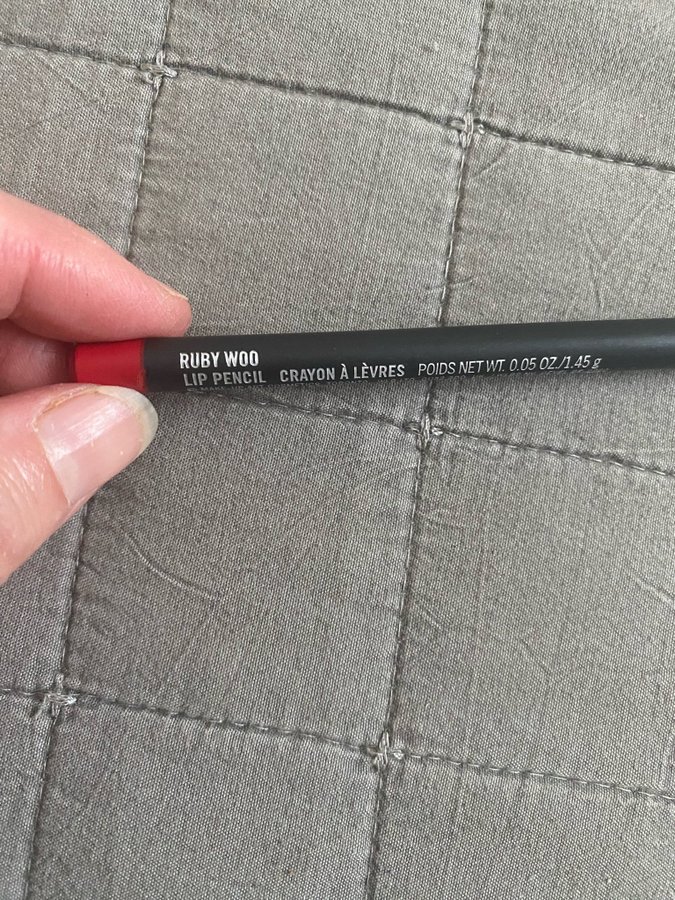 RUBY WOO
LIP PENCIL CRAYON À LÈVRES POIDS NET WT. 0.05 OZ./1.45 g